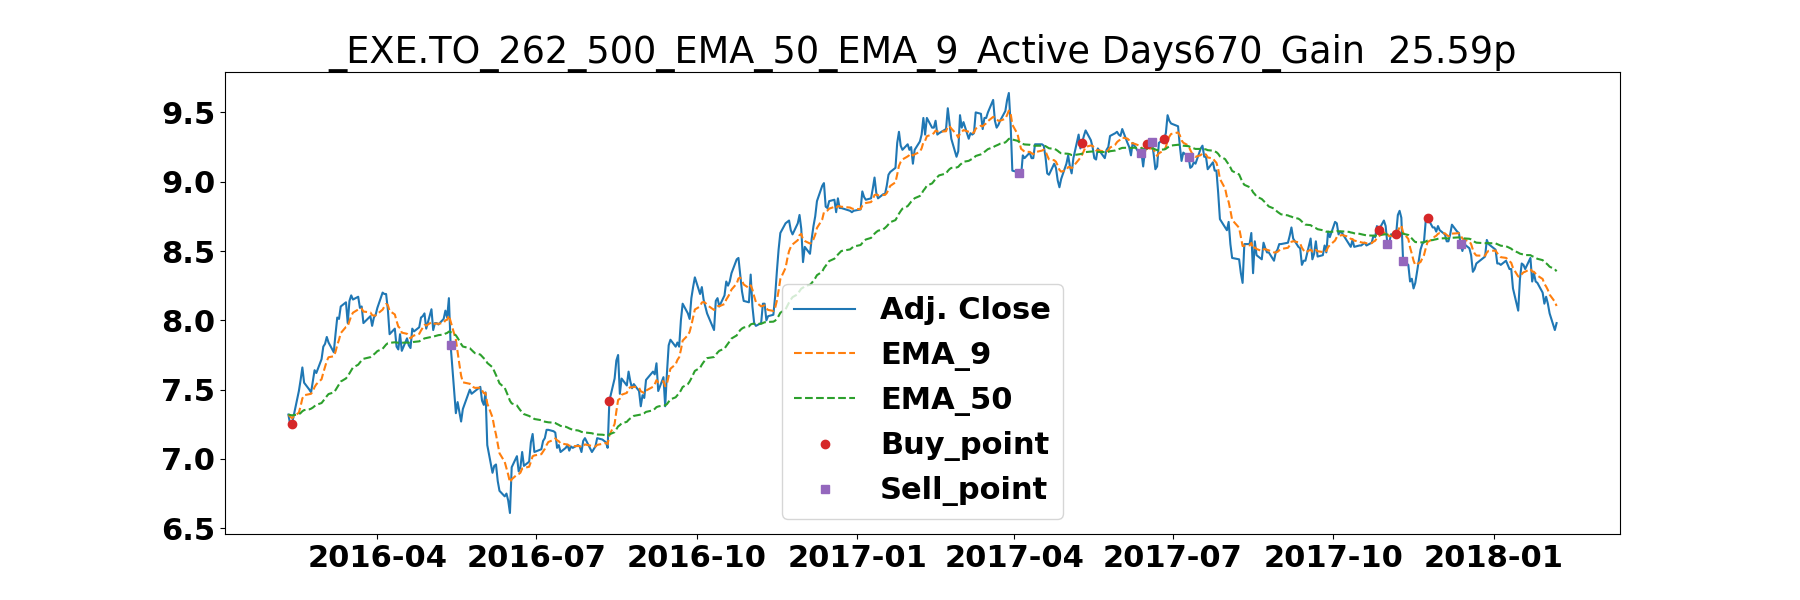 _EXE.TO_262_500_EMA_50_EMA_9_Active Days670_Gain  25.59p
9.5
9.0
8.5
8.0
7.5
7.0
6.5
Adj. Close
EMA_9
EMA_50
Buy_point
Sell_point
2016-04 2016-07 2016-10 2017-01 2017-04 2017-07 2017-10 2018-01